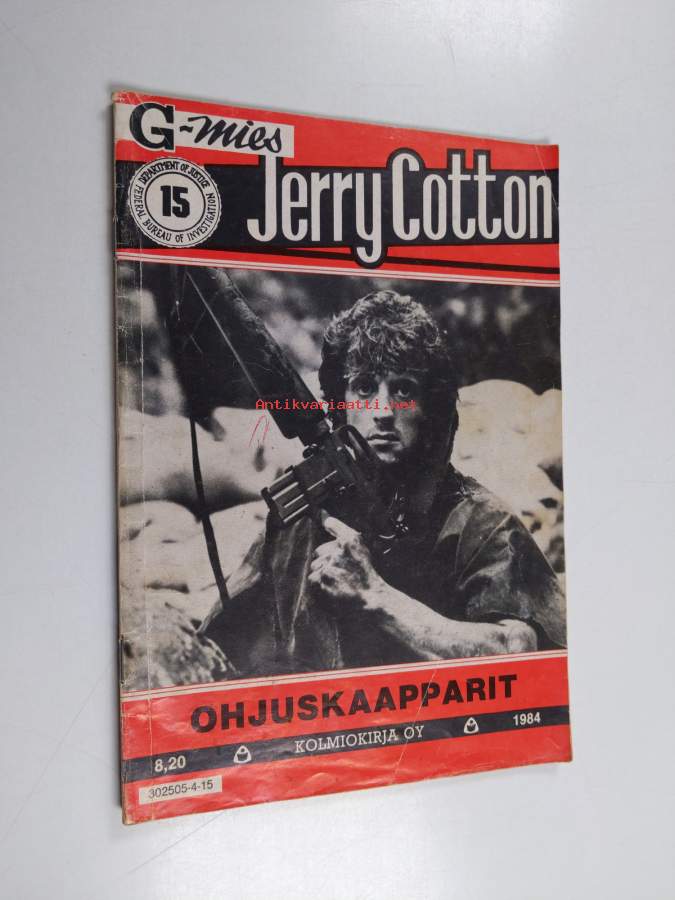 G-mies
Jerry Cotton
DEPARTMENT OF JUSTICE
15
FEDERAL BUREAU OF INVESTIGATION
Antikvariaatti.net
OHJUSKAAPPARIT
8,20 KOLMIOKIRJA OY 1984
302505-4-15